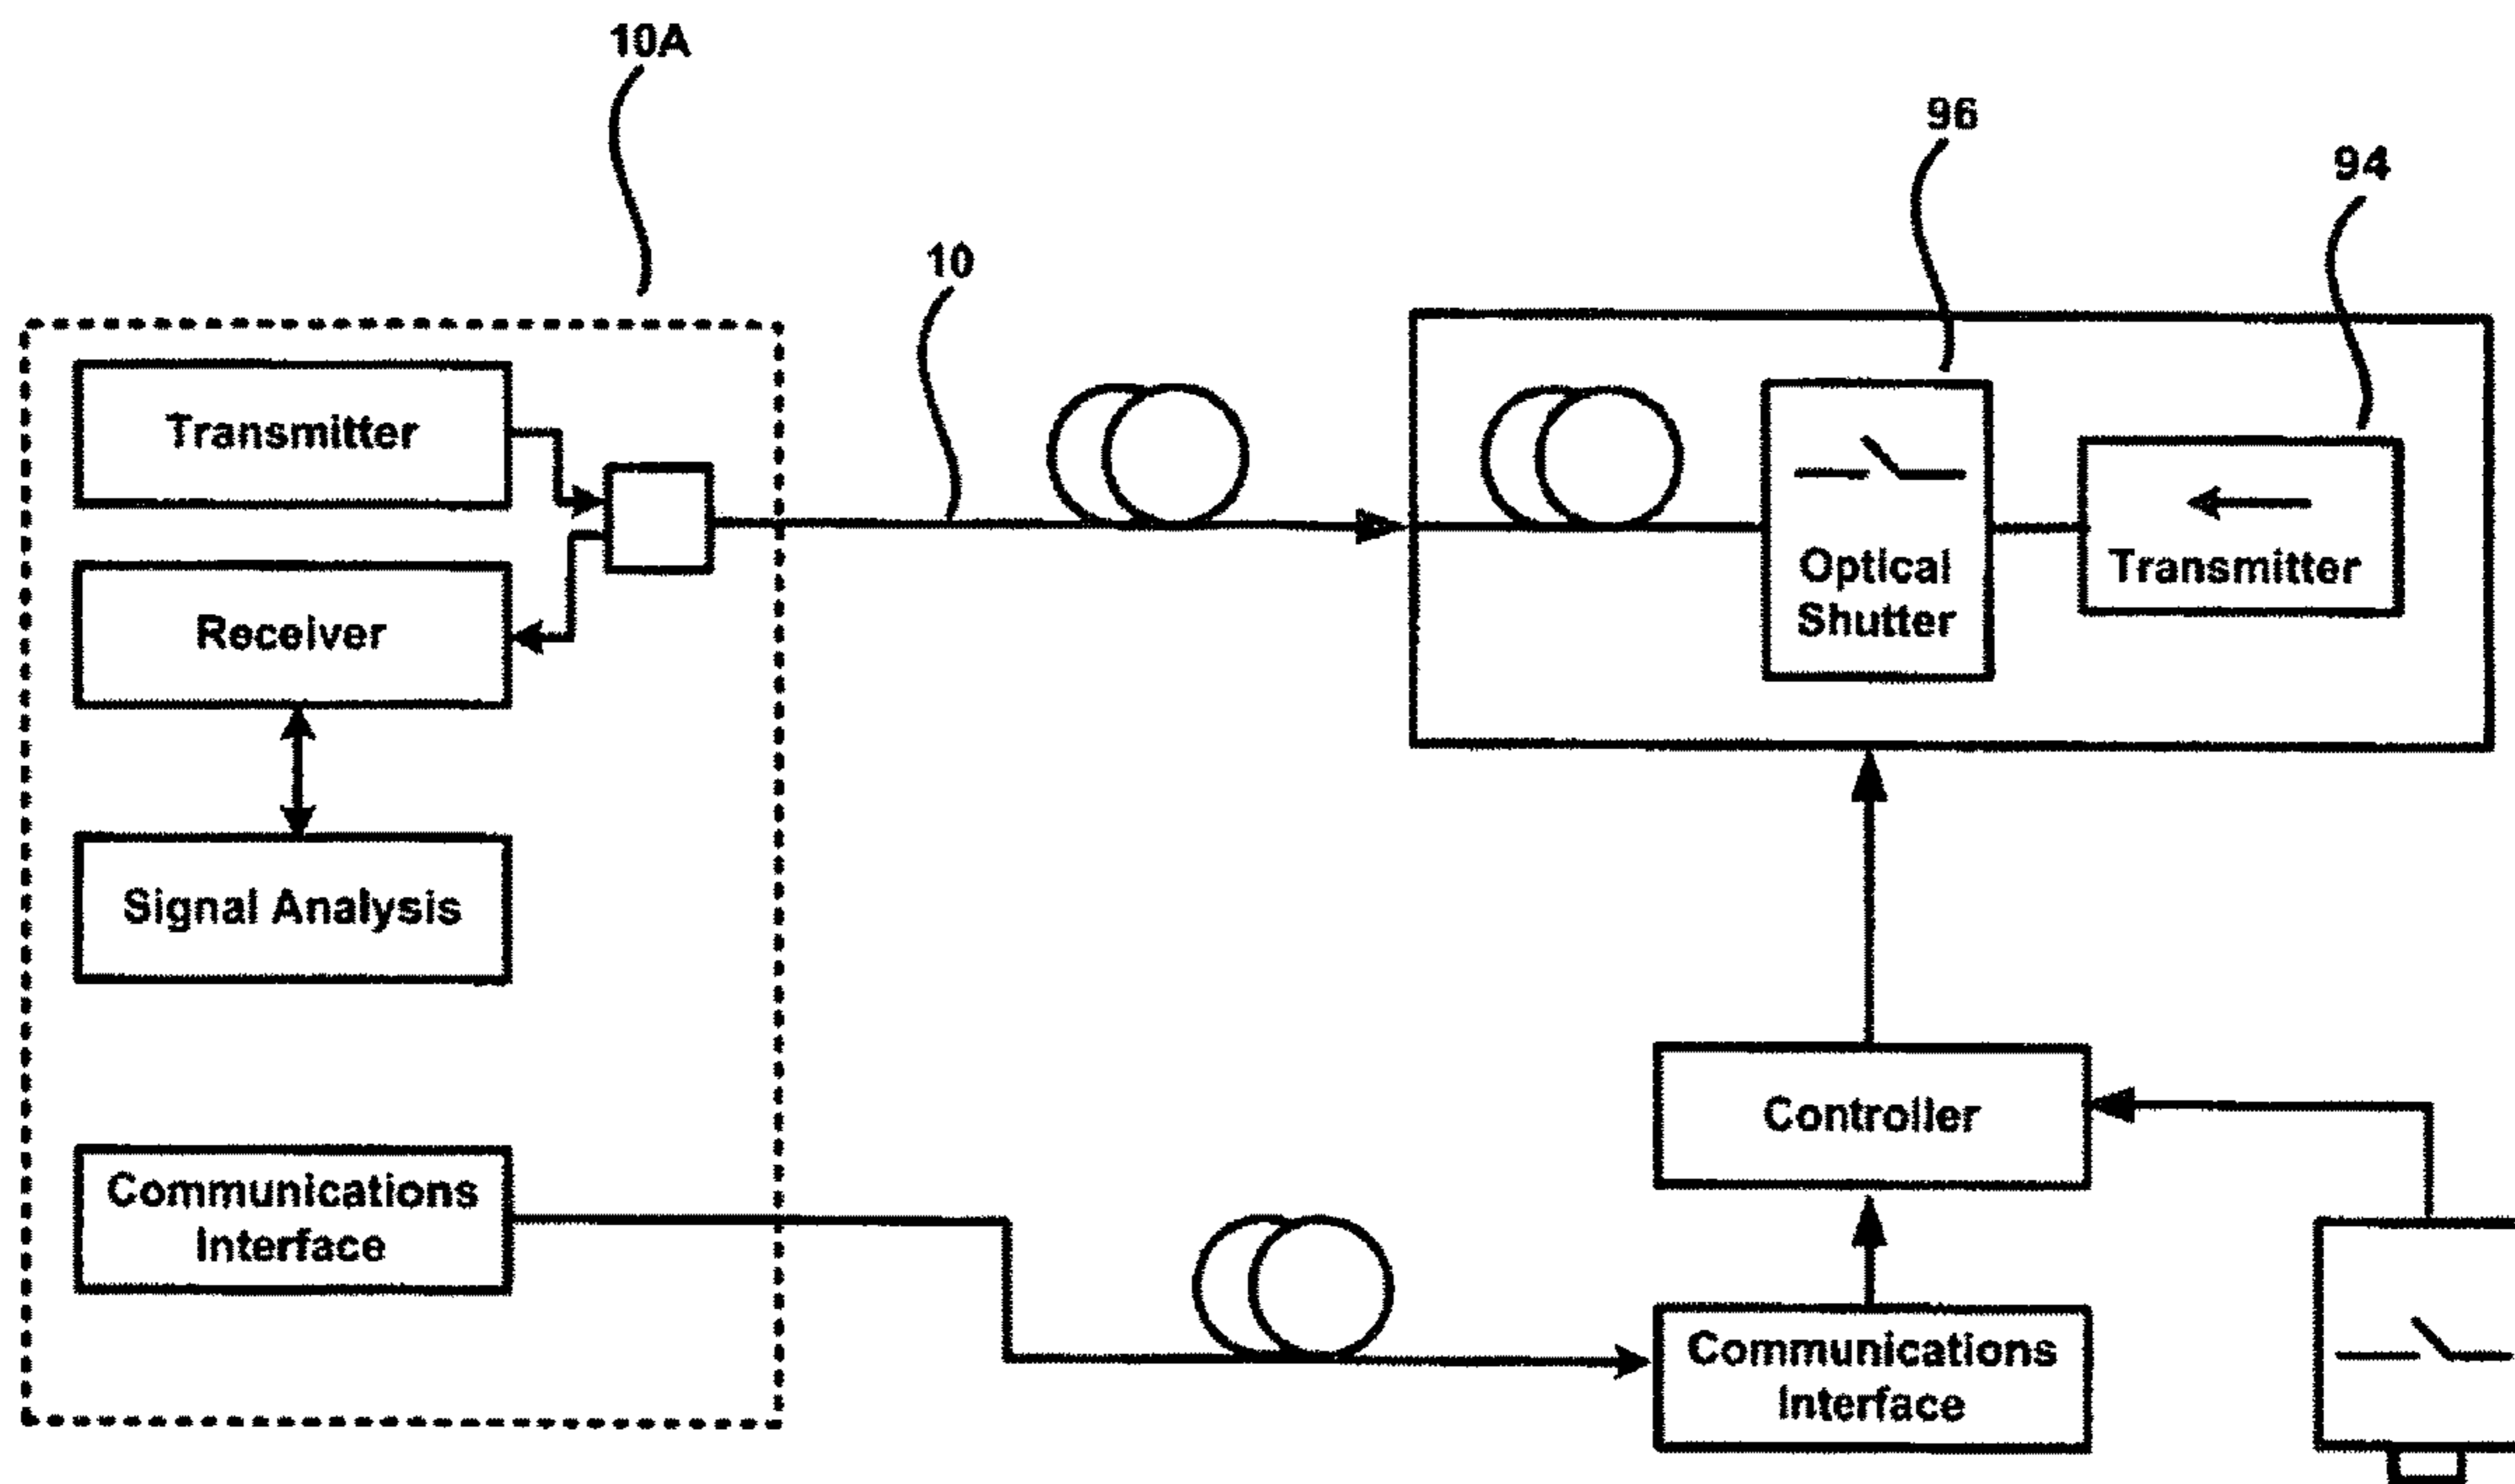 10A
96
94
10
Transmitter
Receiver
Signal Analysis
Communications
Interface
Optical
Shutter
Transmitter
Controller
Communications
Interface